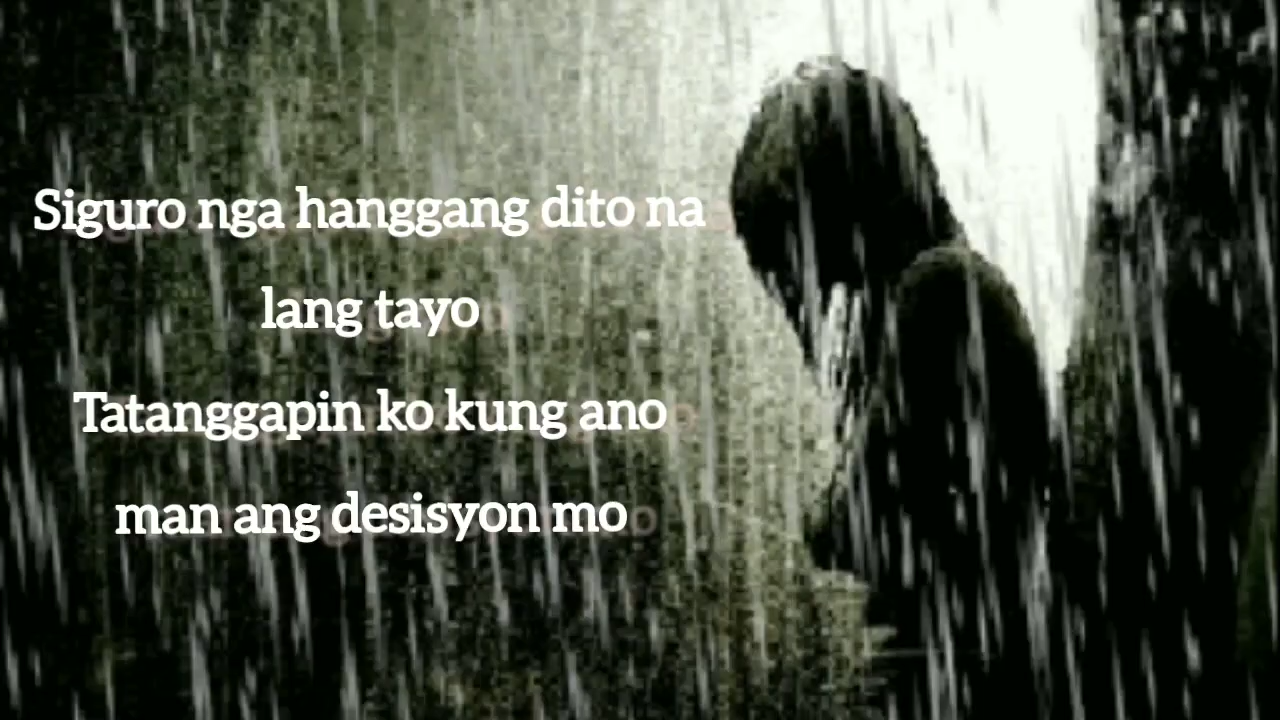 Siguro nga hanggang dito na
lang tayo
Tatanggapin ko kung ano
man ang desisyon mo